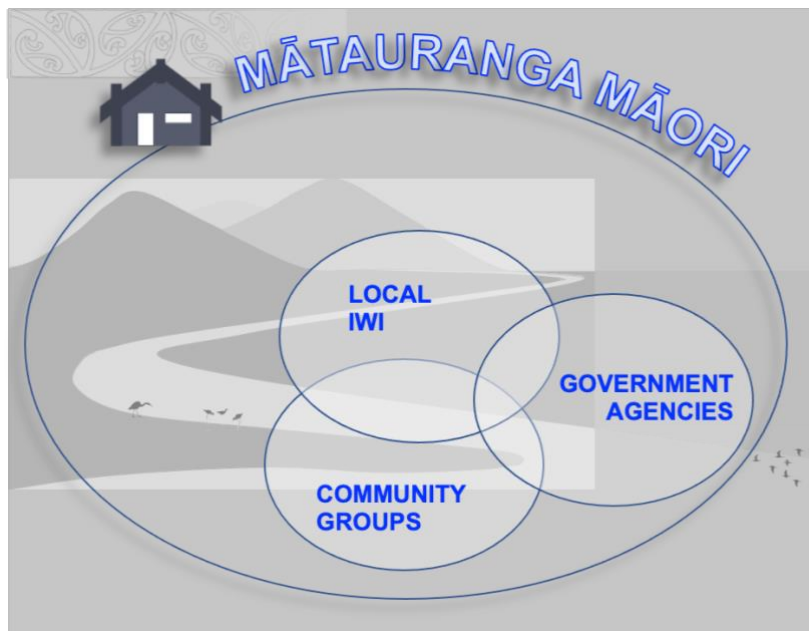 MĀTAURANGA MĀORI
LOCAL
IWI
GOVERNMENT
AGENCIES
COMMUNITY
GROUPS